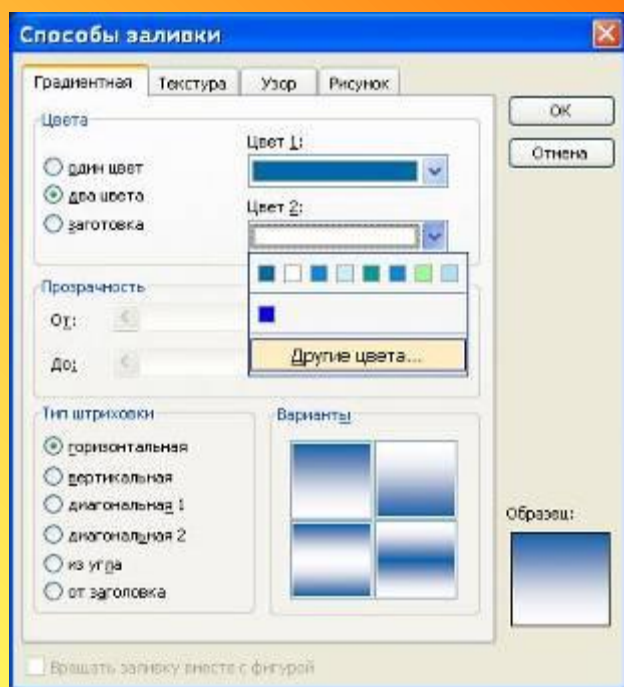 Способы заливки
Градиентная Текстура Узор Рисунок
Цвета
один цвет
два цвета
заготовка
Цвет 1:
Цвет 2:
Другие цвета...
Прозрачность
От:
До:
Тип штриховки
горизонтальная
вертикальная
диагональная 1
диагональная 2
из угла
от заголовка
Варианты
ОК
Отмена
Образец:
Вращать заливку вместе с фигурой